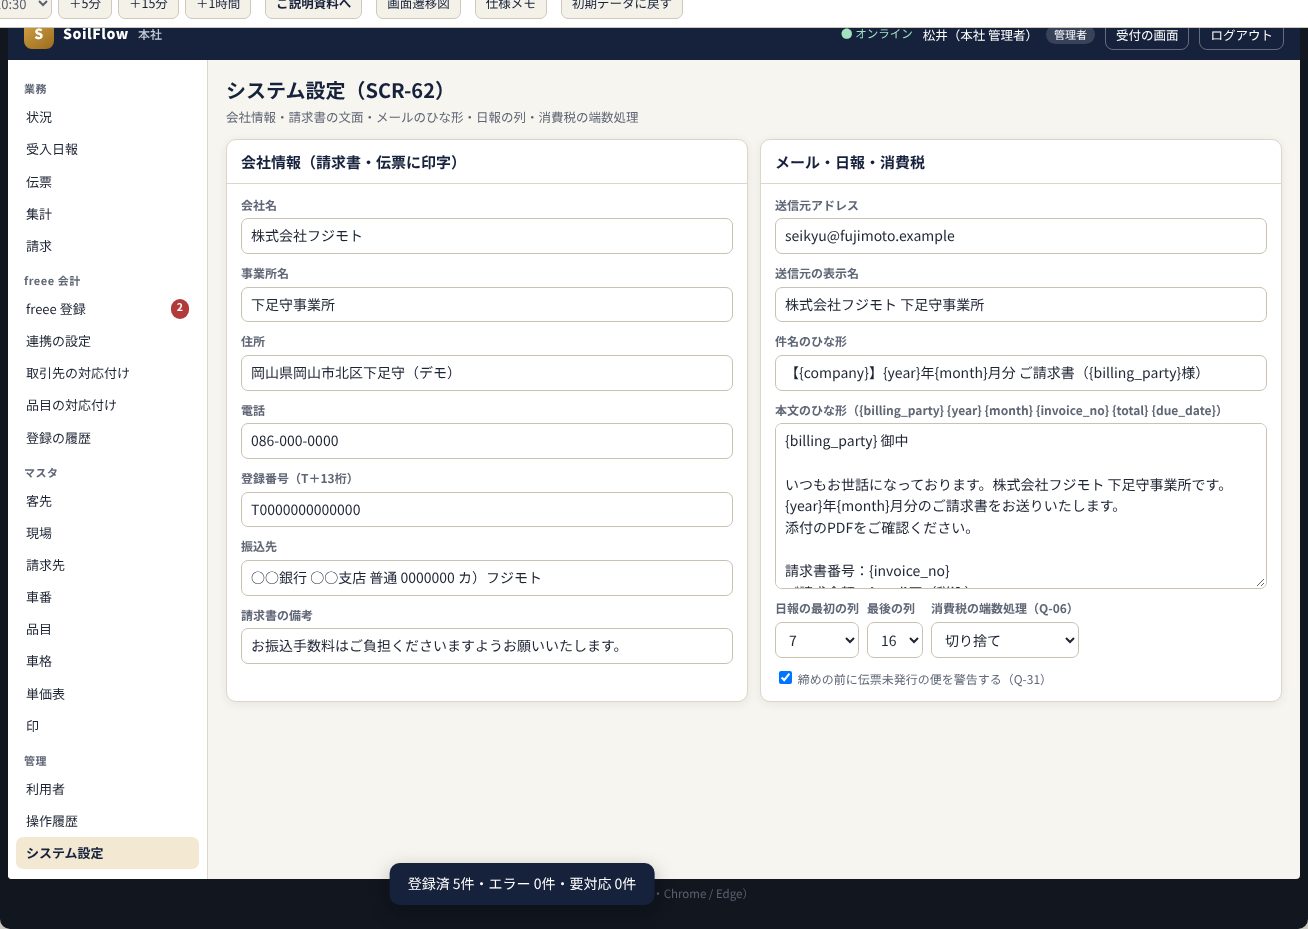 0:30
+5分
+15分
+1時間
ご説明資料へ
画面遷移図
仕様メモ
初期データに戻す
S
SoilFlow 本社
オンライン
松井（本社 管理者）
管理者
受付の画面
ログアウト
業務
状況
受入日報
伝票
集計
請求
freee 会計
freee 登録
2
連携の設定
取引先の対応付け
品目の対応付け
登録の履歴
マスタ
客先
現場
請求先
車番
品目
車格
単価表
印
管理
利用者
操作履歴
システム設定
システム設定（SCR-62）
会社情報・請求書の文面・メールのひな形・日報の列・消費税の端数処理
会社情報（請求書・伝票に印字）
会社名
株式会社フジモト
事業所名
下足守事業所
住所
岡山県岡山市北区下足守（デモ）
電話
086-000-0000
登録番号（T＋13桁）
T0000000000000
振込先
〇〇銀行 〇〇支店 普通 0000000 カ）フジモト
請求書の備考
お振込手数料はご負担くださいますようお願いいたします。
メール・日報・消費税
送信元アドレス
seikyu@fujimoto.example
送信元の表示名
株式会社フジモト 下足守事業所
件名のひな形
【{company}】{year}年{month}月分 ご請求書（{billing_party}様）
本文のひな形（{billing_party} {year} {month} {invoice_no} {total} {due_date}）
{billing_party} 御中
いつもお世話になっております。株式会社フジモト 下足守事業所です。
{year}年{month}月分のご請求書をお送りいたします。
添付のPDFをご確認ください。
請求書番号：{invoice_no}
日報の最初の列
最後の列
消費税の端数処理（Q-06）
7
16
切り捨て
締めの前に伝票未発行の便を警告する（Q-31）
登録済 5件・エラー 0件・要対応 0件
・Chrome / Edge）